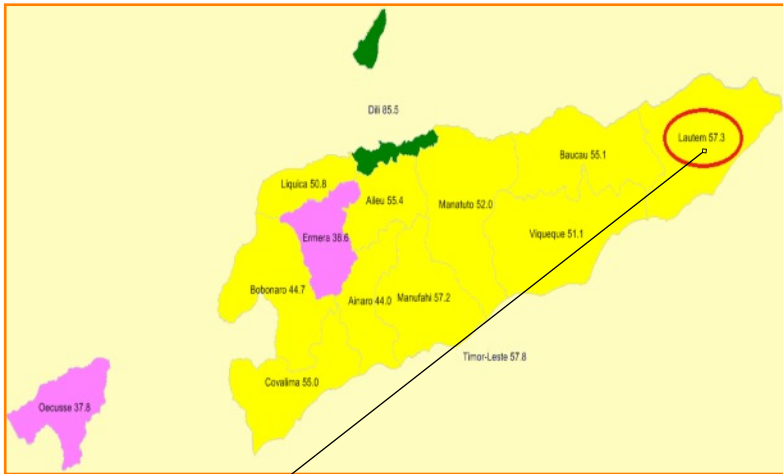 Dili 85.5
Lautem 57.3
Baucau 55.1
Liquica 50.8
Aileu 55.4
Manatuto 52.0
Viqueque 51.1
Ermera 38.6
Bobonaro 44.7
Ainaro 44.0
Manufahi 57.2
Timor-Leste 57.8
Covalima 55.0
Oecusse 37.8